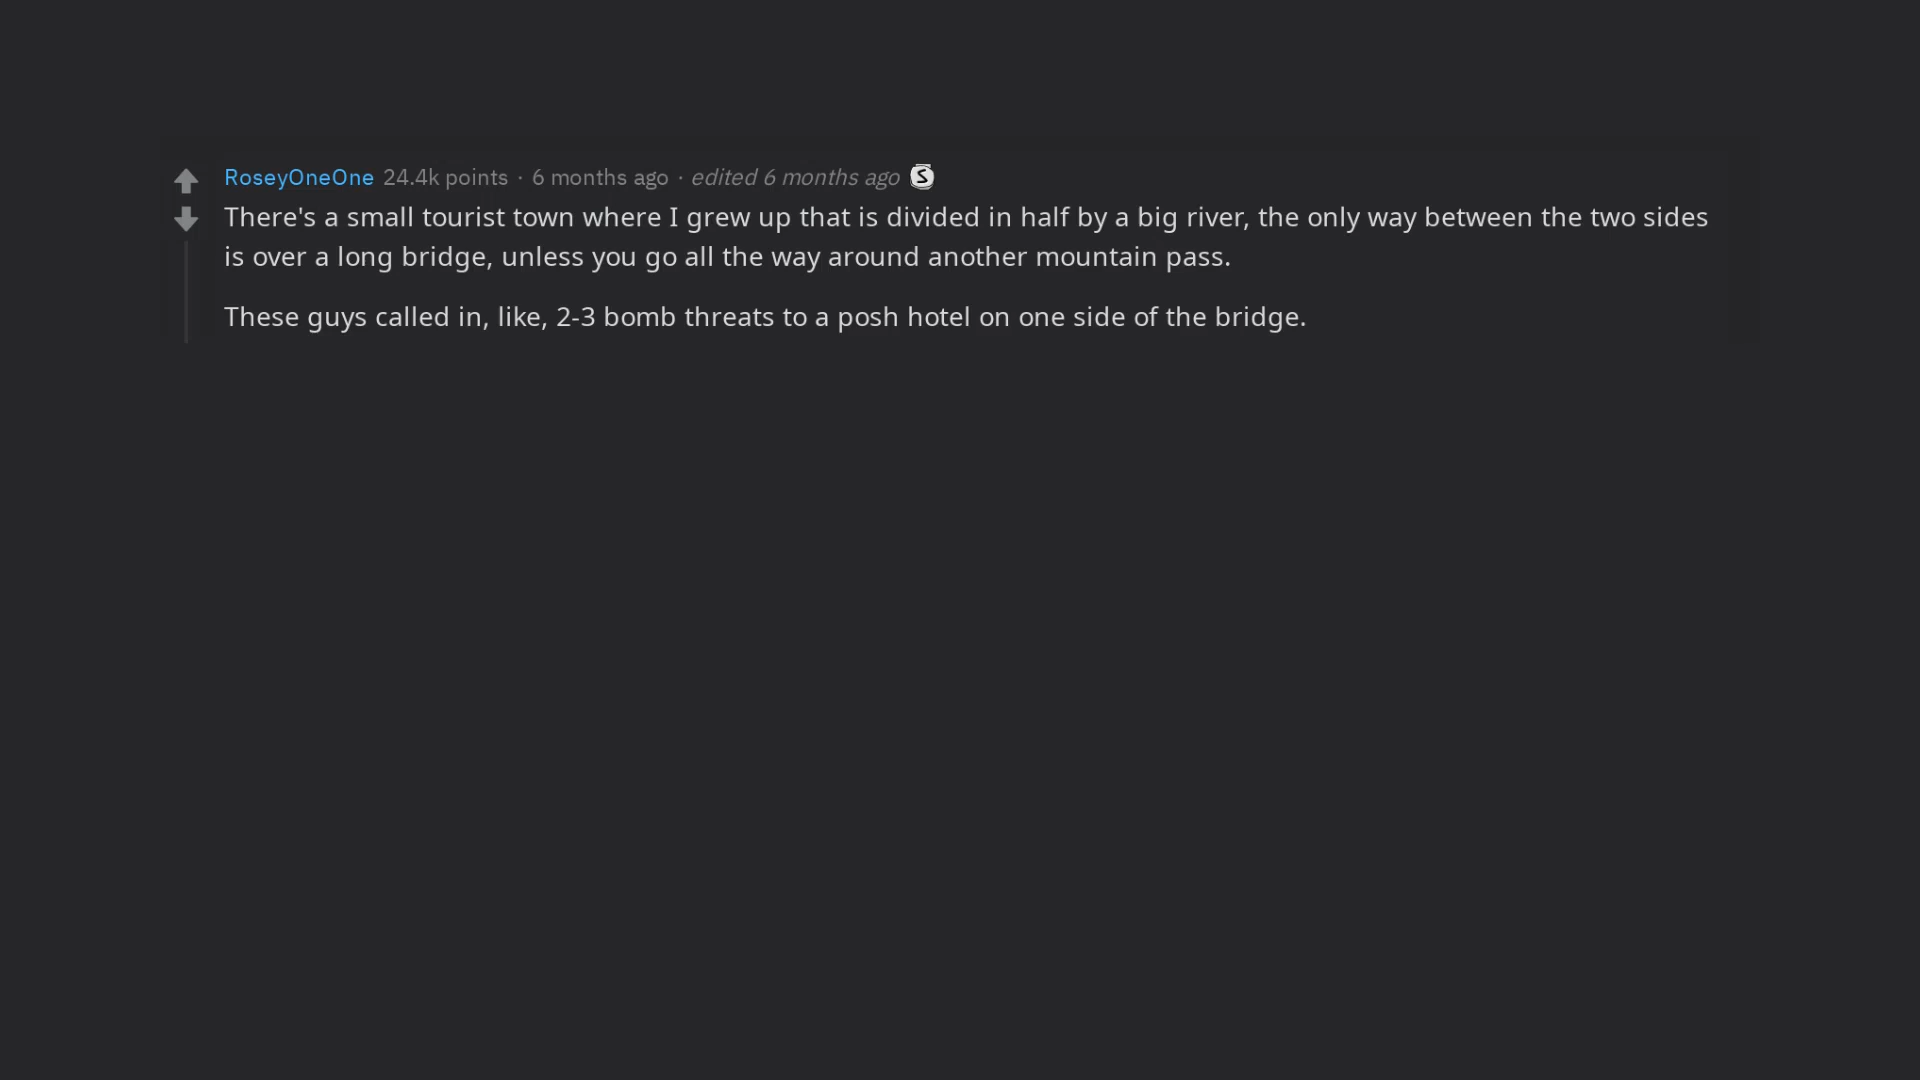 RoseyOneOne 24.4k points · 6 months ago · edited 6 months ago S
There's a small tourist town where I grew up that is divided in half by a big river, the only way between the two sides
is over a long bridge, unless you go all the way around another mountain pass.
These guys called in, like, 2-3 bomb threats to a posh hotel on one side of the bridge.